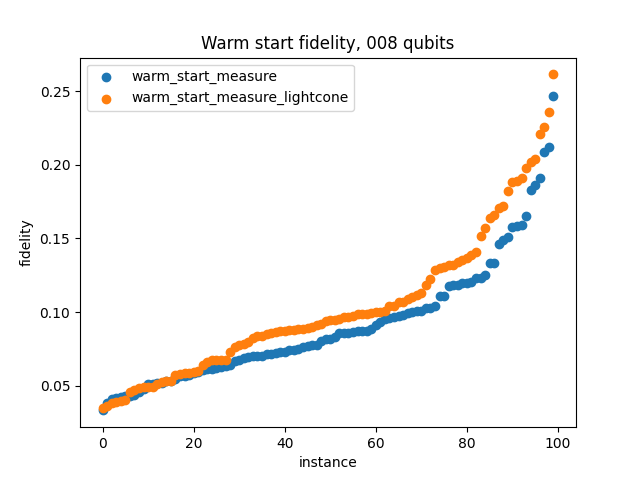 Warm start fidelity, 008 qubits
warm_start_measure
warm_start_measure_lightcone
fidelity
0.25
0.20
0.15
0.10
0.05
0 20 40 60 80 100
instance